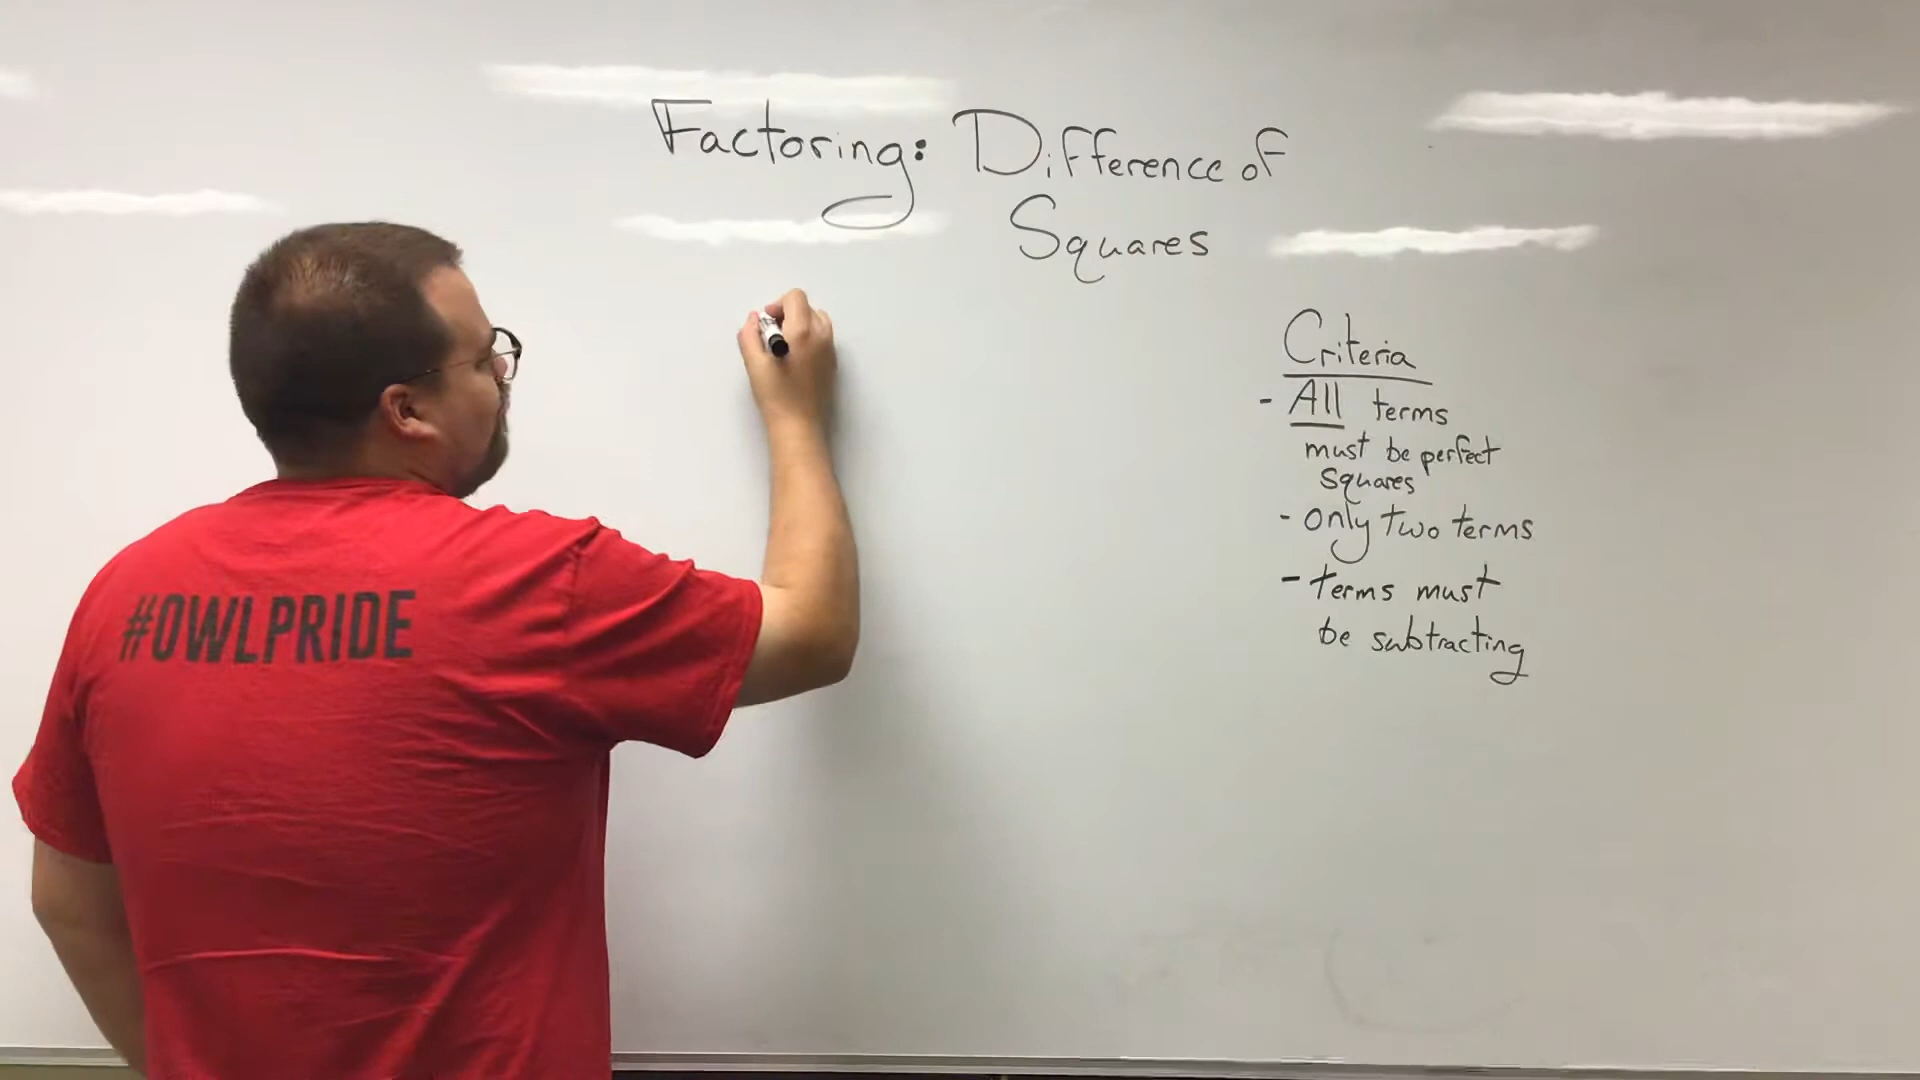 Factoring: Difference of
Squares
Criteria
- All terms
must be perfect
squares
- only two terms
- terms must
be subtracting
#OWLPRIDE